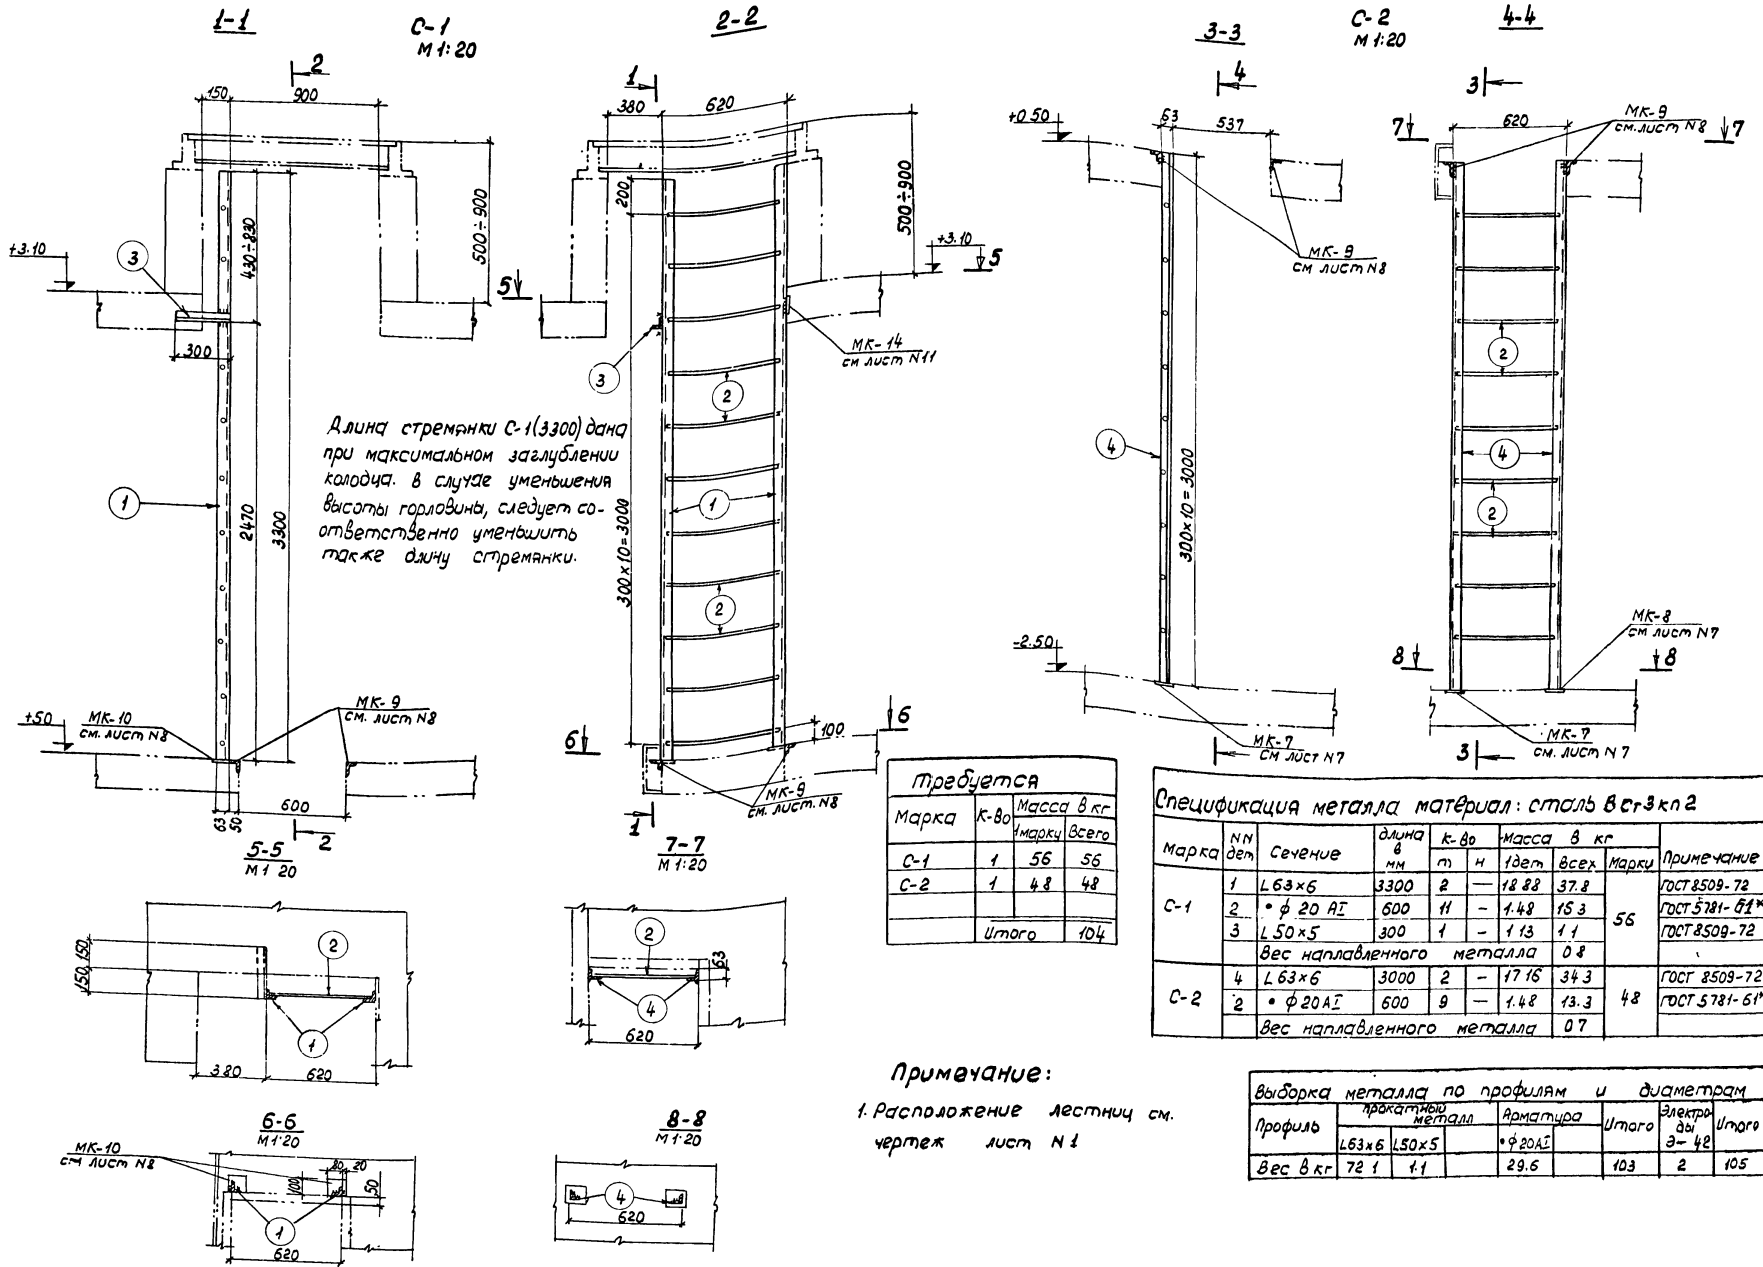 1-1
С-1
М 1:20
2-2
3-3
С-2
М 1:20
4-4
2
150
900
500÷900
430÷830
+3.10
3
300
1
2470
3300
+50
МК-10
см. лист N8
МК-9
см. лист N8
63
50
600
2
1
380
620
200
500÷900
+3.10
5
5
3
МК-14
см лист N11
2
1
300×10=3000
2
6
6
100
МК-9
см. лист. N8
1
Длина стремянки С-1(3300) дана
при максимальном заглублении
колодца. В случае уменьшения
высоты горловины, следует со-
ответственно уменьшить
также длину стремянки.
4
+0.50
63
537
МК-9
см лист N8
4
300×10=3000
-2.50
МК-7
см лист N7
3
7
7
620
МК-9
см. лист N8
2
4
2
МК-8
см лист N7
8
8
МК-7
см. лист N7
3
5-5
М 1 20
150
150
2
1
380
620
7-7
М 1:20
2
63
4
620
6-6
М 1:20
МК-10
см лист N8
80
20
100
50
1
620
8-8
М 1:20
4
620
Требуется
Марка К-во Масса в кг
1марку Всего
С-1 1 56 56
С-2 1 48 48
Итого 104
Спецификация металла материал: сталь ВСт3кп2
Марка NN дет Сечение длина в мм К-во Масса в кг Примечание
т н 1дет всех Марки
С-1 1 L63×6 3300 2 — 18 88 37.8 56 ГОСТ 8509-72
2 • ϕ 20 АI 600 11 - 1.48 15 3 ГОСТ 5781-61*
3 L50×5 300 1 - 1 13 1 1 ГОСТ 8509-72
Вес наплавленного металла 0 8
С-2 4 L63×6 3000 2 - 17 16 34 3 48 ГОСТ 8509-72
2 • ϕ 20АI 600 9 — 1.48 13.3 ГОСТ 5781-61*
Вес наплавленного металла 0 7
Примечание:
1. Расположение лестниц см.
чертеж лист N 1
Выборка металла по профилям и диаметрам
Профиль прокатный металл Арматура Итого Электроды Э-42 Итого
L63×6 L50×5 •ϕ20АI
Вес в кг 72 1 1.1 29.6 103 2 105